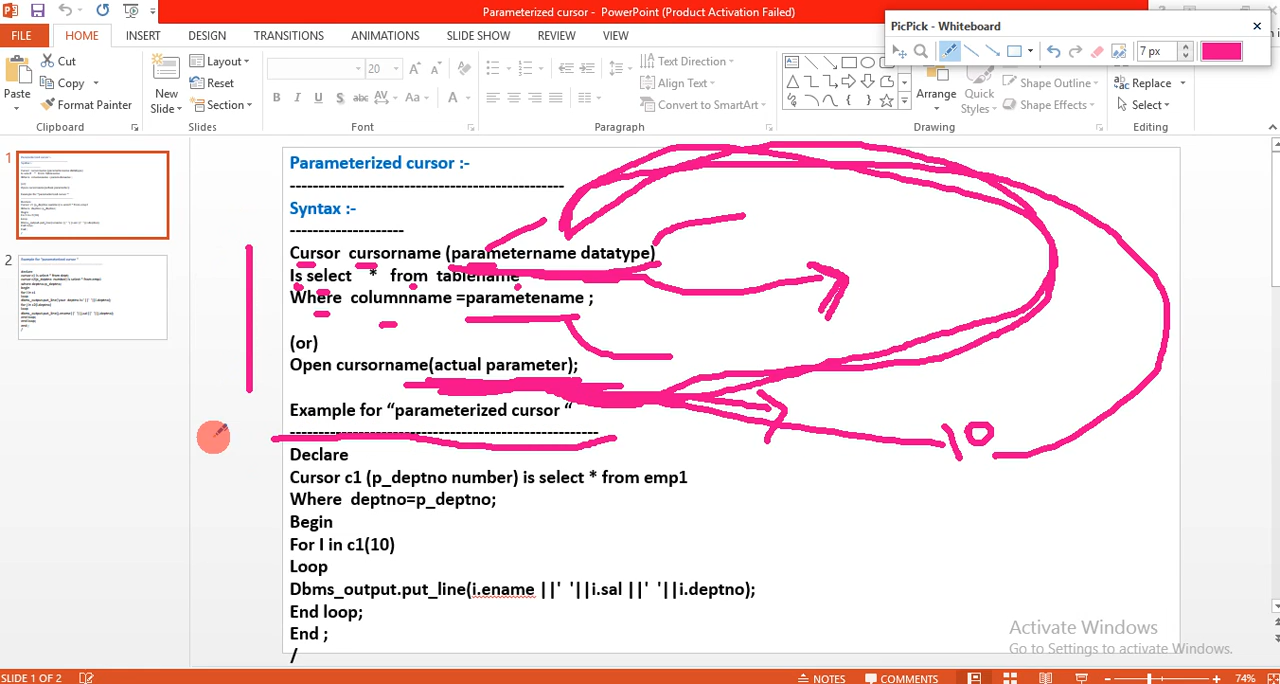 Parameterized cursor - PowerPoint (Product Activation Failed)
PicPick - Whiteboard
FILE HOME INSERT DESIGN TRANSITIONS ANIMATIONS SLIDE SHOW REVIEW VIEW
7 px
Paste
Cut
Copy
Format Painter
Clipboard
New
Slide
Layout
Reset
Section
Slides
20
B I U S abc AV Aa A
Font
Text Direction
Align Text
Convert to SmartArt
Paragraph
Arrange
Quick
Styles
Shape Outline
Shape Effects
Drawing
Replace
Select
Editing
1
2
Parameterized cursor :-
------------------------------------------------
Syntax :-
--------------------
Cursor cursorname (parametername datatype)
Is select * from tablename
Where columnname =parametename ;
(or)
Open cursorname(actual parameter);
Example for “parameterized cursor “
------------------------------------------------------
Declare
Cursor c1 (p_deptno number) is select * from emp1
Where deptno=p_deptno;
Begin
For I in c1(10)
Loop
Dbms_output.put_line(i.ename ||' '||i.sal ||' '||i.deptno);
End loop;
End ;
/
10
Activate Windows
Go to Settings to activate Windows.
SLIDE 1 OF 2
NOTES
COMMENTS
74%